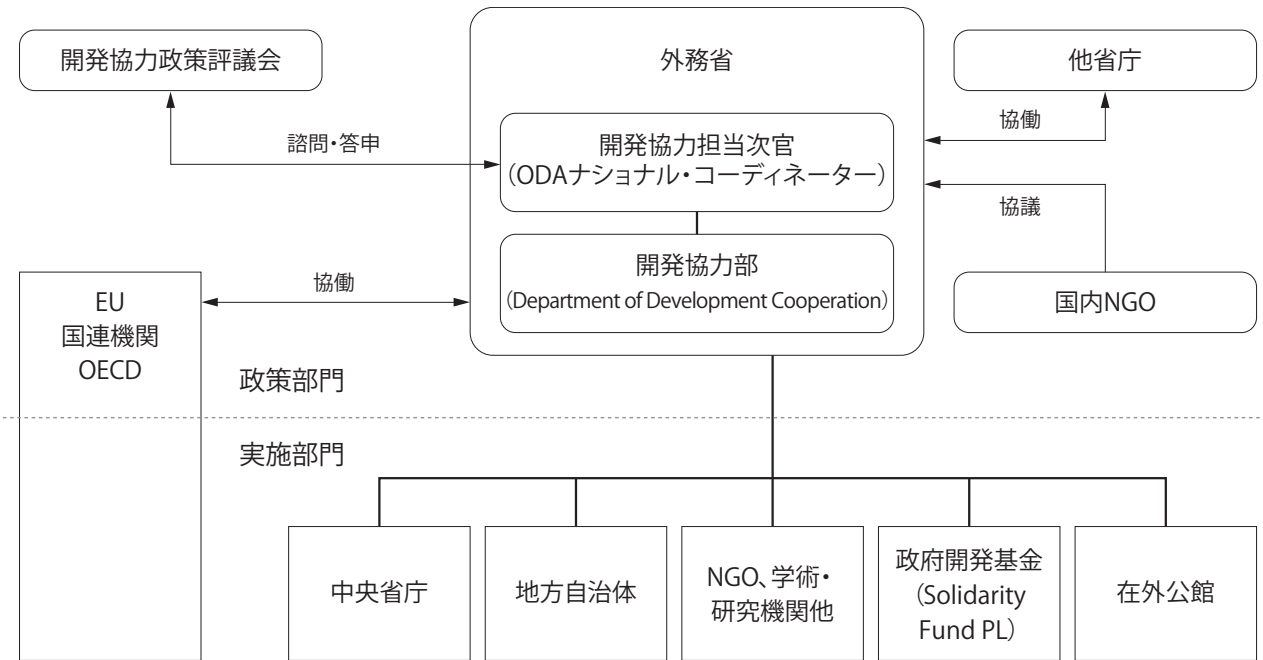 開発協力政策評議会
外務省
他省庁
諮問・答申
協働
開発協力担当次官
(ODAナショナル・コーディネーター)
協議
開発協力部
(Department of Development Cooperation)
国内NGO
協働
EU
国連機関
OECD
政策部門
実施部門
中央省庁
地方自治体
NGO、学術・
研究機関他
政府開発基金
(Solidarity
Fund PL)
在外公館